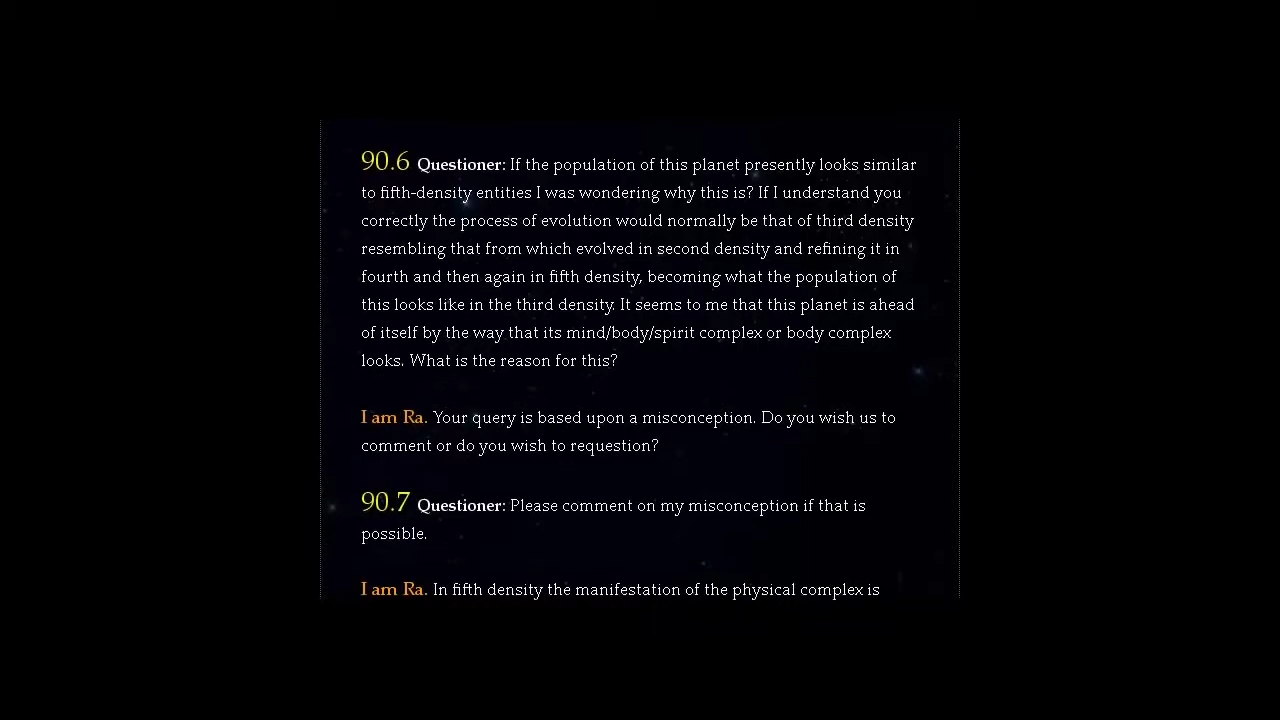 90.6 Questioner: If the population of this planet presently looks similar
to fifth-density entities I was wondering why this is? If I understand you
correctly the process of evolution would normally be that of third density
resembling that from which evolved in second density and refining it in
fourth and then again in fifth density, becoming what the population of
this looks like in the third density. It seems to me that this planet is ahead
of itself by the way that its mind/body/spirit complex or body complex
looks. What is the reason for this?
I am Ra. Your query is based upon a misconception. Do you wish us to
comment or do you wish to requestion?
90.7 Questioner: Please comment on my misconception if that is
possible.
I am Ra. In fifth density the manifestation of the physical complex is